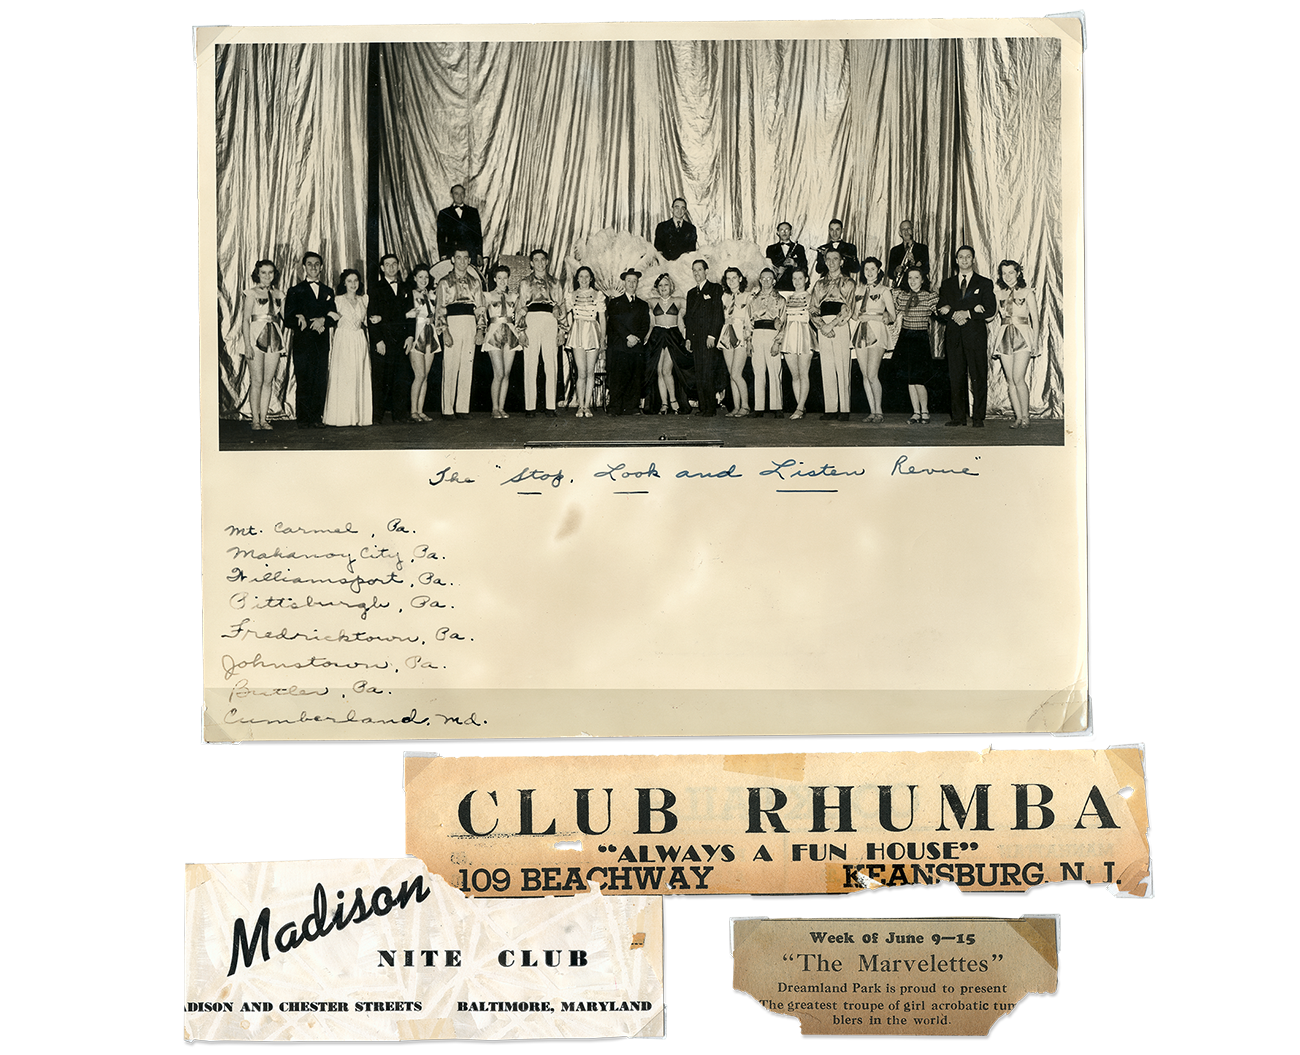 The "Stop, Look and Listen Revue"
Mt. Carmel, Pa.
Mahanoy City, Pa.
Williamsport, Pa.
Pittsburgh, Pa.
Fredricktown, Pa.
Johnstown, Pa.
Butler, Pa.
Cumberland, Md.
CLUB RHUMBA
"ALWAYS A FUN HOUSE"
109 BEACHWAY KEANSBURG, N. J.
Madison
NITE CLUB
ADISON AND CHESTER STREETS BALTIMORE, MARYLAND
Week of June 9—15
"The Marvelettes"
Dreamland Park is proud to present
The greatest troupe of girl acrobatic tum
blers in the world.